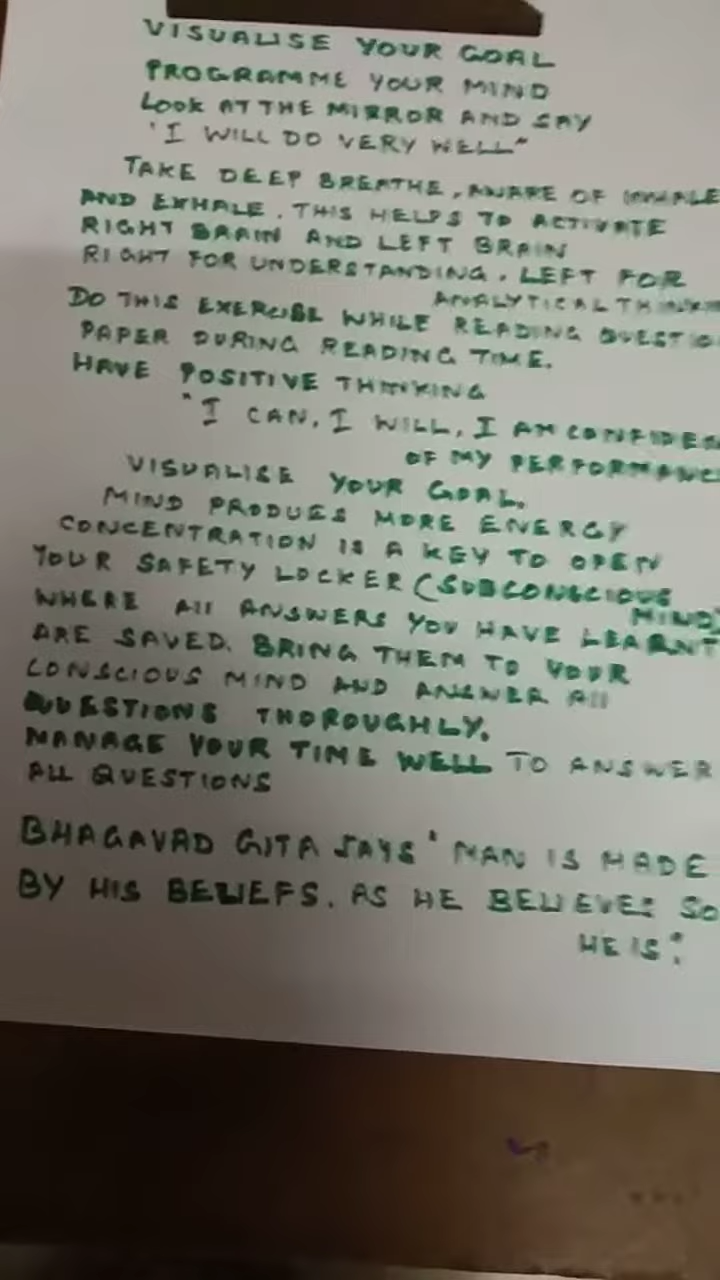 VISUALISE YOUR GOAL
PROGRAMME YOUR MIND
LOOK AT THE MIRROR AND SAY
'I WILL DO VERY WELL"
TAKE DEEP BREATHE, AWARE OF INHALE
AND EXHALE. THIS HELPS TO ACTIVATE
RIGHT BRAIN AND LEFT BRAIN
RIGHT FOR UNDERSTANDING. LEFT FOR
ANALYTICAL THINKIN
DO THIS EXERCISE WHILE READING QUESTIO
PAPER DURING READING TIME.
HAVE POSITIVE THINKING
"I CAN, I WILL, I AM CONFIDEN
OF MY PERFORMANC
VISUALISE YOUR GOAL.
MIND PRODUES MORE ENERGY
CONCENTRATION IS A KEY TO OPEN
YOUR SAFETY LOCKER (SUBCONSCIOUS
MIND)
WHERE All ANSWERS YOU HAVE LEARNT
ARE SAVED. BRING THEM TO YOUR
CONSCIOUS MIND AND ANSWER All
QUESTIONS THOROUGHLY.
MANAGE YOUR TIME WELL TO ANSWER
ALL QUESTIONS
BHAGAVAD GITA SAYS 'MAN IS MADE
BY HIS BELIEFS. AS HE BELIEVES SO
HE IS."